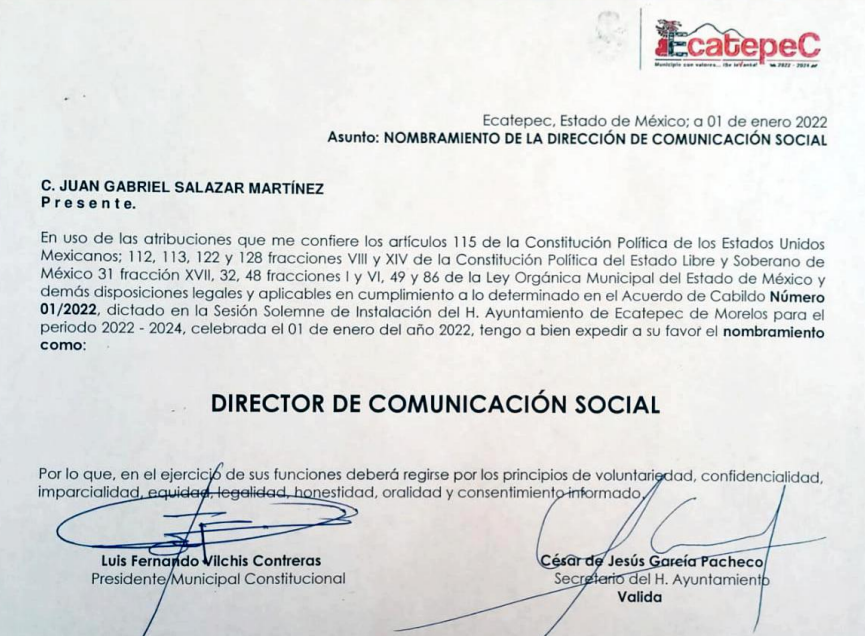 EcatepeC
Municipio con valores... ¡Se levanta! 2022 - 2024
Ecatepec, Estado de México; a 01 de enero 2022
Asunto: NOMBRAMIENTO DE LA DIRECCIÓN DE COMUNICACIÓN SOCIAL
C. JUAN GABRIEL SALAZAR MARTÍNEZ
P r e s e n t e.
En uso de las atribuciones que me confiere los artículos 115 de la Constitución Política de los Estados Unidos
Mexicanos; 112, 113, 122 y 128 fracciones VIII y XIV de la Constitución Política del Estado Libre y Soberano de
México 31 fracción XVII, 32, 48 fracciones I y VI, 49 y 86 de la Ley Orgánica Municipal del Estado de México y
demás disposiciones legales y aplicables en cumplimiento a lo determinado en el Acuerdo de Cabildo Número
01/2022, dictado en la Sesión Solemne de Instalación del H. Ayuntamiento de Ecatepec de Morelos para el
periodo 2022 - 2024, celebrada el 01 de enero del año 2022, tengo a bien expedir a su favor el nombramiento
como:
DIRECTOR DE COMUNICACIÓN SOCIAL
Por lo que, en el ejercicio de sus funciones deberá regirse por los principios de voluntariedad, confidencialidad,
imparcialidad, equidad, legalidad, honestidad, oralidad y consentimiento informado.
Luis Fernando Vilchis Contreras
Presidente Municipal Constitucional
César de Jesús García Pacheco
Secretario del H. Ayuntamiento
Valida